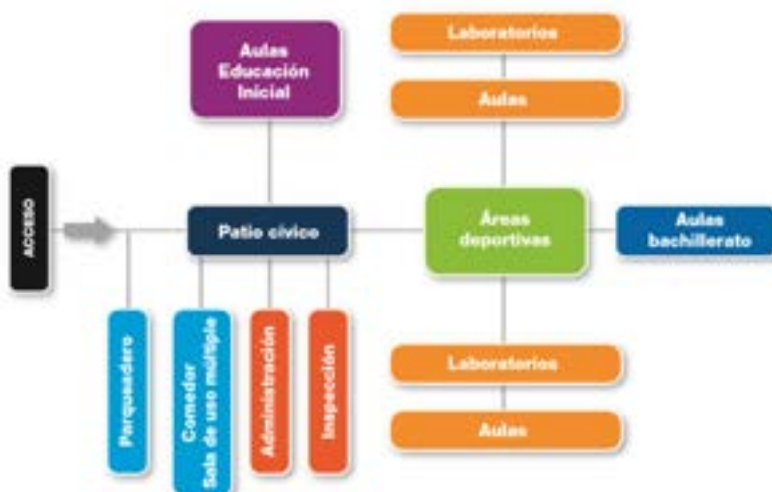 Laboratorios
Aulas
Educación
Inicial
Aulas
ACCESO
Patio cívico
Áreas
deportivas
Aulas
bachillerato
Parqueadero
Comedor
Sala de uso múltiple
Administración
Inspección
Laboratorios
Aulas